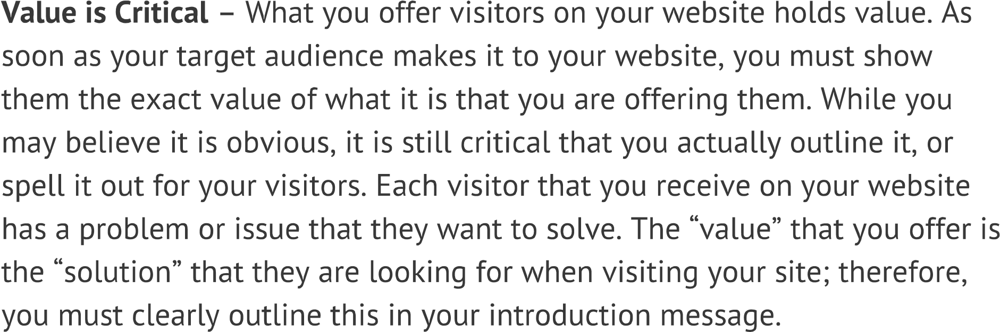 Value is Critical – What you offer visitors on your website holds value. As
soon as your target audience makes it to your website, you must show
them the exact value of what it is that you are offering them. While you
may believe it is obvious, it is still critical that you actually outline it, or
spell it out for your visitors. Each visitor that you receive on your website
has a problem or issue that they want to solve. The “value” that you offer is
the “solution” that they are looking for when visiting your site; therefore,
you must clearly outline this in your introduction message.